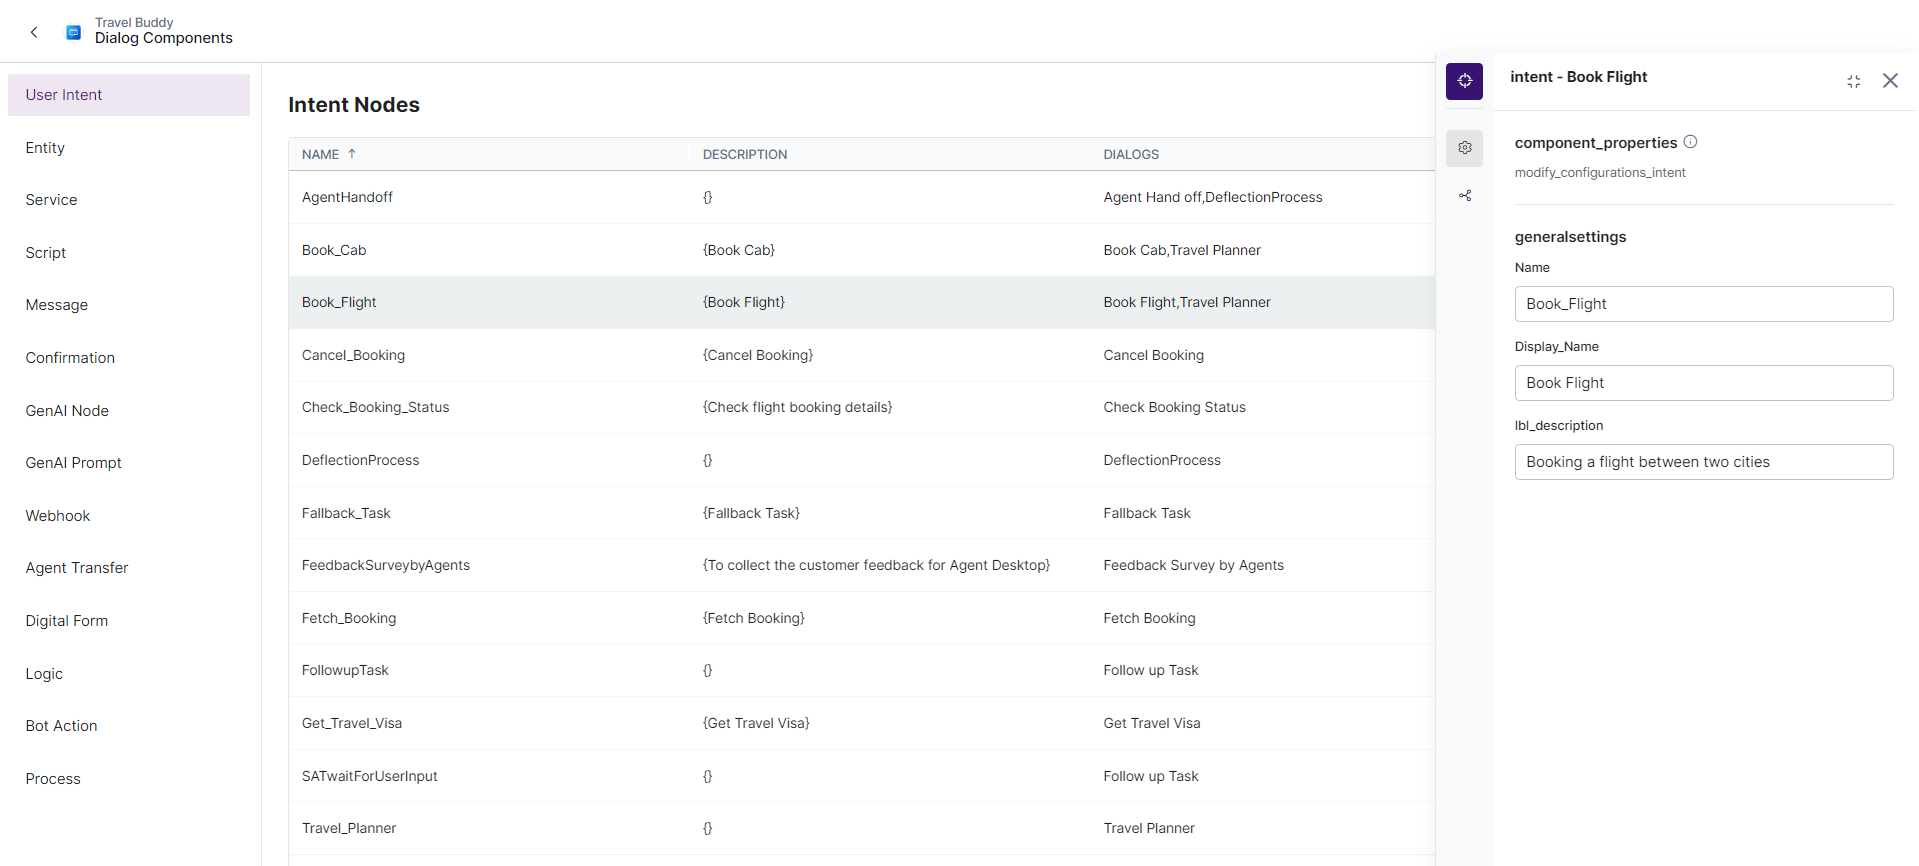 Travel Buddy
Dialog Components
User Intent
Entity
Service
Script
Message
Confirmation
GenAI Node
GenAI Prompt
Webhook
Agent Transfer
Digital Form
Logic
Bot Action
Process
Intent Nodes
NAME ↑ DESCRIPTION DIALOGS
AgentHandoff {} Agent Hand off,DeflectionProcess
Book_Cab {Book Cab} Book Cab,Travel Planner
Book_Flight {Book Flight} Book Flight,Travel Planner
Cancel_Booking {Cancel Booking} Cancel Booking
Check_Booking_Status {Check flight booking details} Check Booking Status
DeflectionProcess {} DeflectionProcess
Fallback_Task {Fallback Task} Fallback Task
FeedbackSurveybyAgents {To collect the customer feedback for Agent Desktop} Feedback Survey by Agents
Fetch_Booking {Fetch Booking} Fetch Booking
FollowupTask {} Follow up Task
Get_Travel_Visa {Get Travel Visa} Get Travel Visa
SATwaitForUserInput {} Follow up Task
Travel_Planner {} Travel Planner
intent - Book Flight
component_properties
modify_configurations_intent
generalsettings
Name
Book_Flight
Display_Name
Book Flight
lbl_description
Booking a flight between two cities